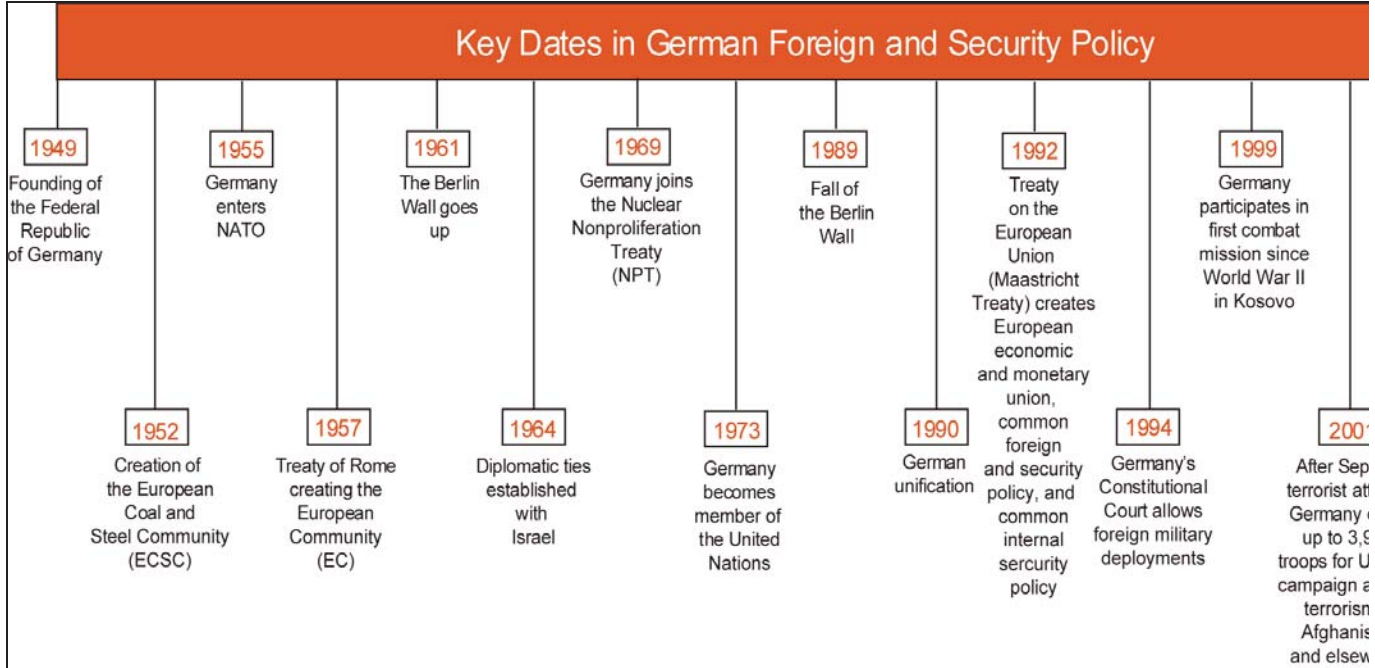 Key Dates in German Foreign and Security Policy
1949
Founding of
the Federal
Republic
of Germany
1952
Creation of
the European
Coal and
Steel Community
(ECSC)
1955
Germany
enters
NATO
1957
Treaty of Rome
creating the
European
Community
(EC)
1961
The Berlin
Wall goes
up
1964
Diplomatic ties
established
with
Israel
1969
Germany joins
the Nuclear
Nonproliferation
Treaty
(NPT)
1973
Germany
becomes
member of
the United
Nations
1989
Fall of
the Berlin
Wall
1990
German
unification
1992
Treaty
on the
European
Union
(Maastricht
Treaty) creates
European
economic
and monetary
union,
common
foreign
and security
policy, and
common
internal
sercurity
policy
1994
Germany's
Constitutional
Court allows
foreign military
deployments
1999
Germany
participates in
first combat
mission since
World War II
in Kosovo
2001
After Sep
terrorist
Germany
up to 3,9
troops for U
campaign
terrorism
Afghanis
and elsew